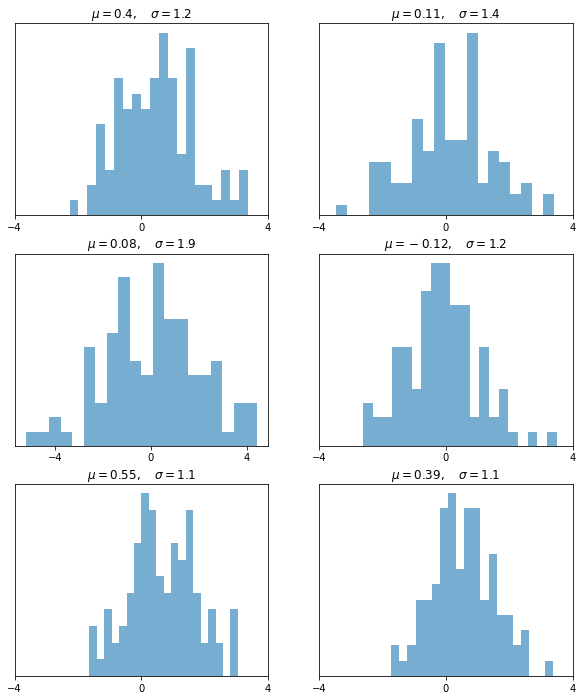 μ = 0.4, σ = 1.2
μ = 0.11, σ = 1.4
−4 0 4
−4 0 4
μ = 0.08, σ = 1.9
μ = − 0.12, σ = 1.2
−4 0 4
−4 0 4
μ = 0.55, σ = 1.1
μ = 0.39, σ = 1.1
−4 0 4
−4 0 4